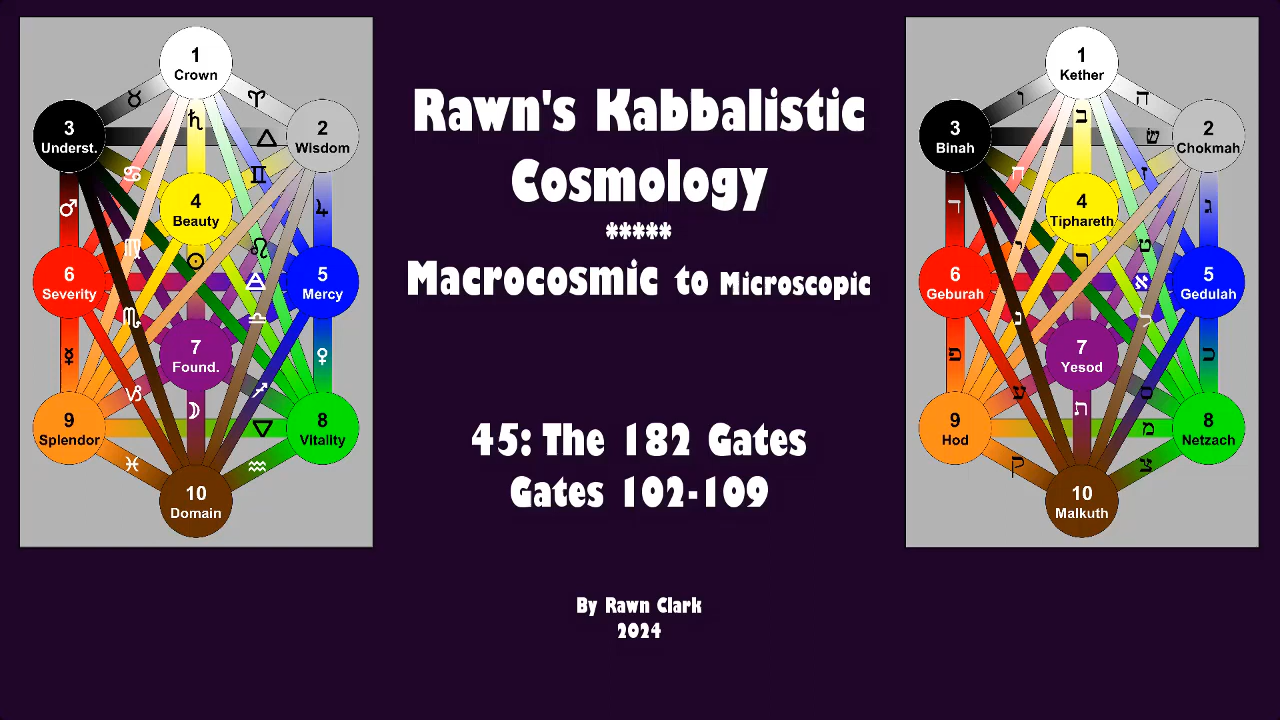 1
Crown
♉ ♈
♄
3
Underst.
🜂
2
Wisdom
♋ ♊
♂
4
Beauty
♃
♍ ♌
☉
6
Severity
🜁
5
Mercy
♏ ♎
☿
7
Found.
♀
♑ ♐
☽
9
Splendor
🜄
8
Vitality
♓ ♒
10
Domain
Rawn's Kabbalistic
Cosmology
*****
Macrocosmic to Microscopic
45: The 182 Gates
Gates 102-109
By Rawn Clark
2024
1
Kether
ו ה
ב
3
Binah
ש
2
Chokmah
ח ז
ד
4
Tiphareth
ג
י ט
ר
6
Geburah
א
5
Gedulah
נ ל
פ
7
Yesod
ע ס
ת
9
Hod
מ
8
Netzach
ק צ
10
Malkuth